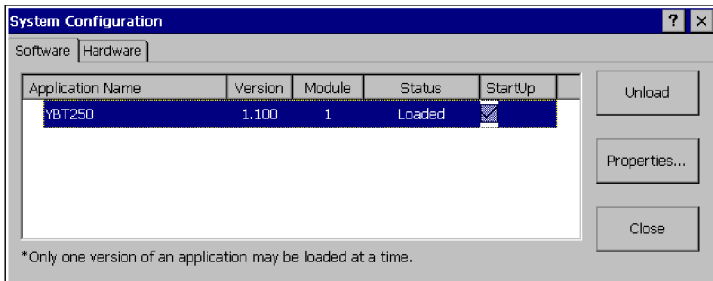 System Configuration ? ×
Software Hardware
Application Name Version Module Status StartUp
YBT250 1.100 1 Loaded
Unload
Properties...
Close
*Only one version of an application may be loaded at a time.